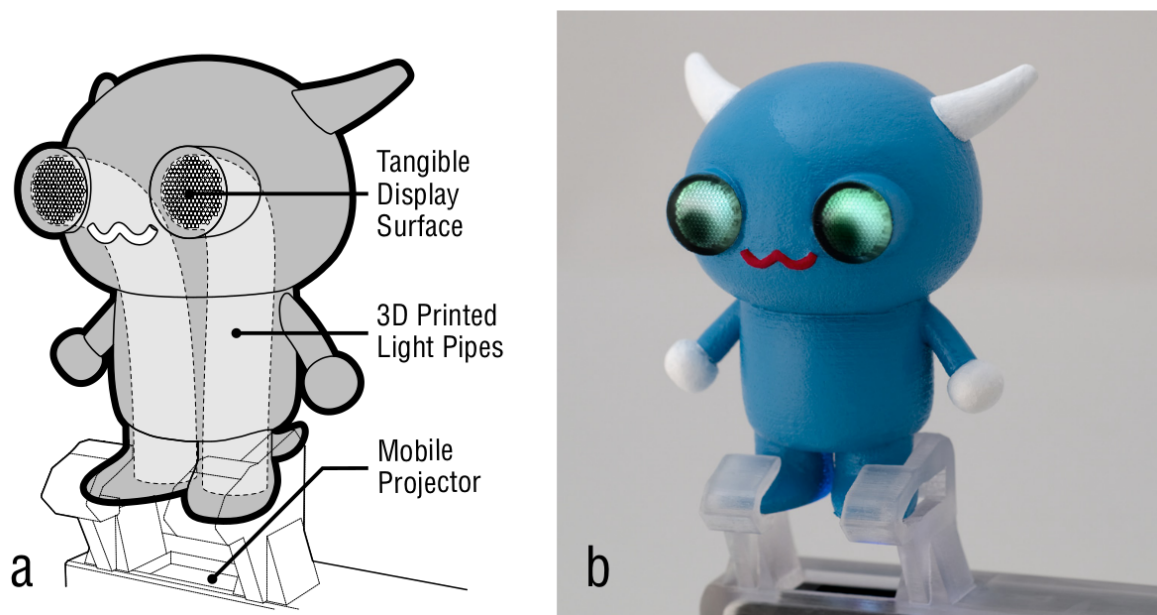 Tangible
Display
Surface
3D Printed
Light Pipes
Mobile
Projector
a
b